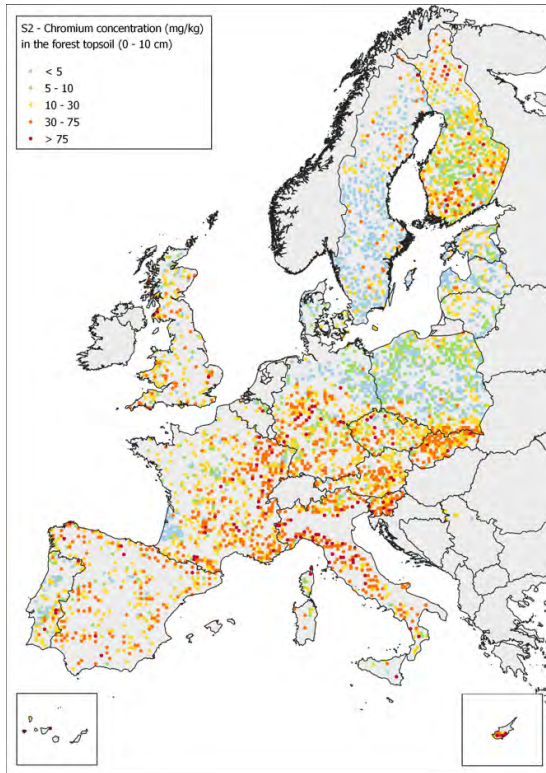 S2 - Chromium concentration (mg/kg)
in the forest topsoil (0 - 10 cm)
< 5
5 - 10
10 - 30
30 - 75
> 75